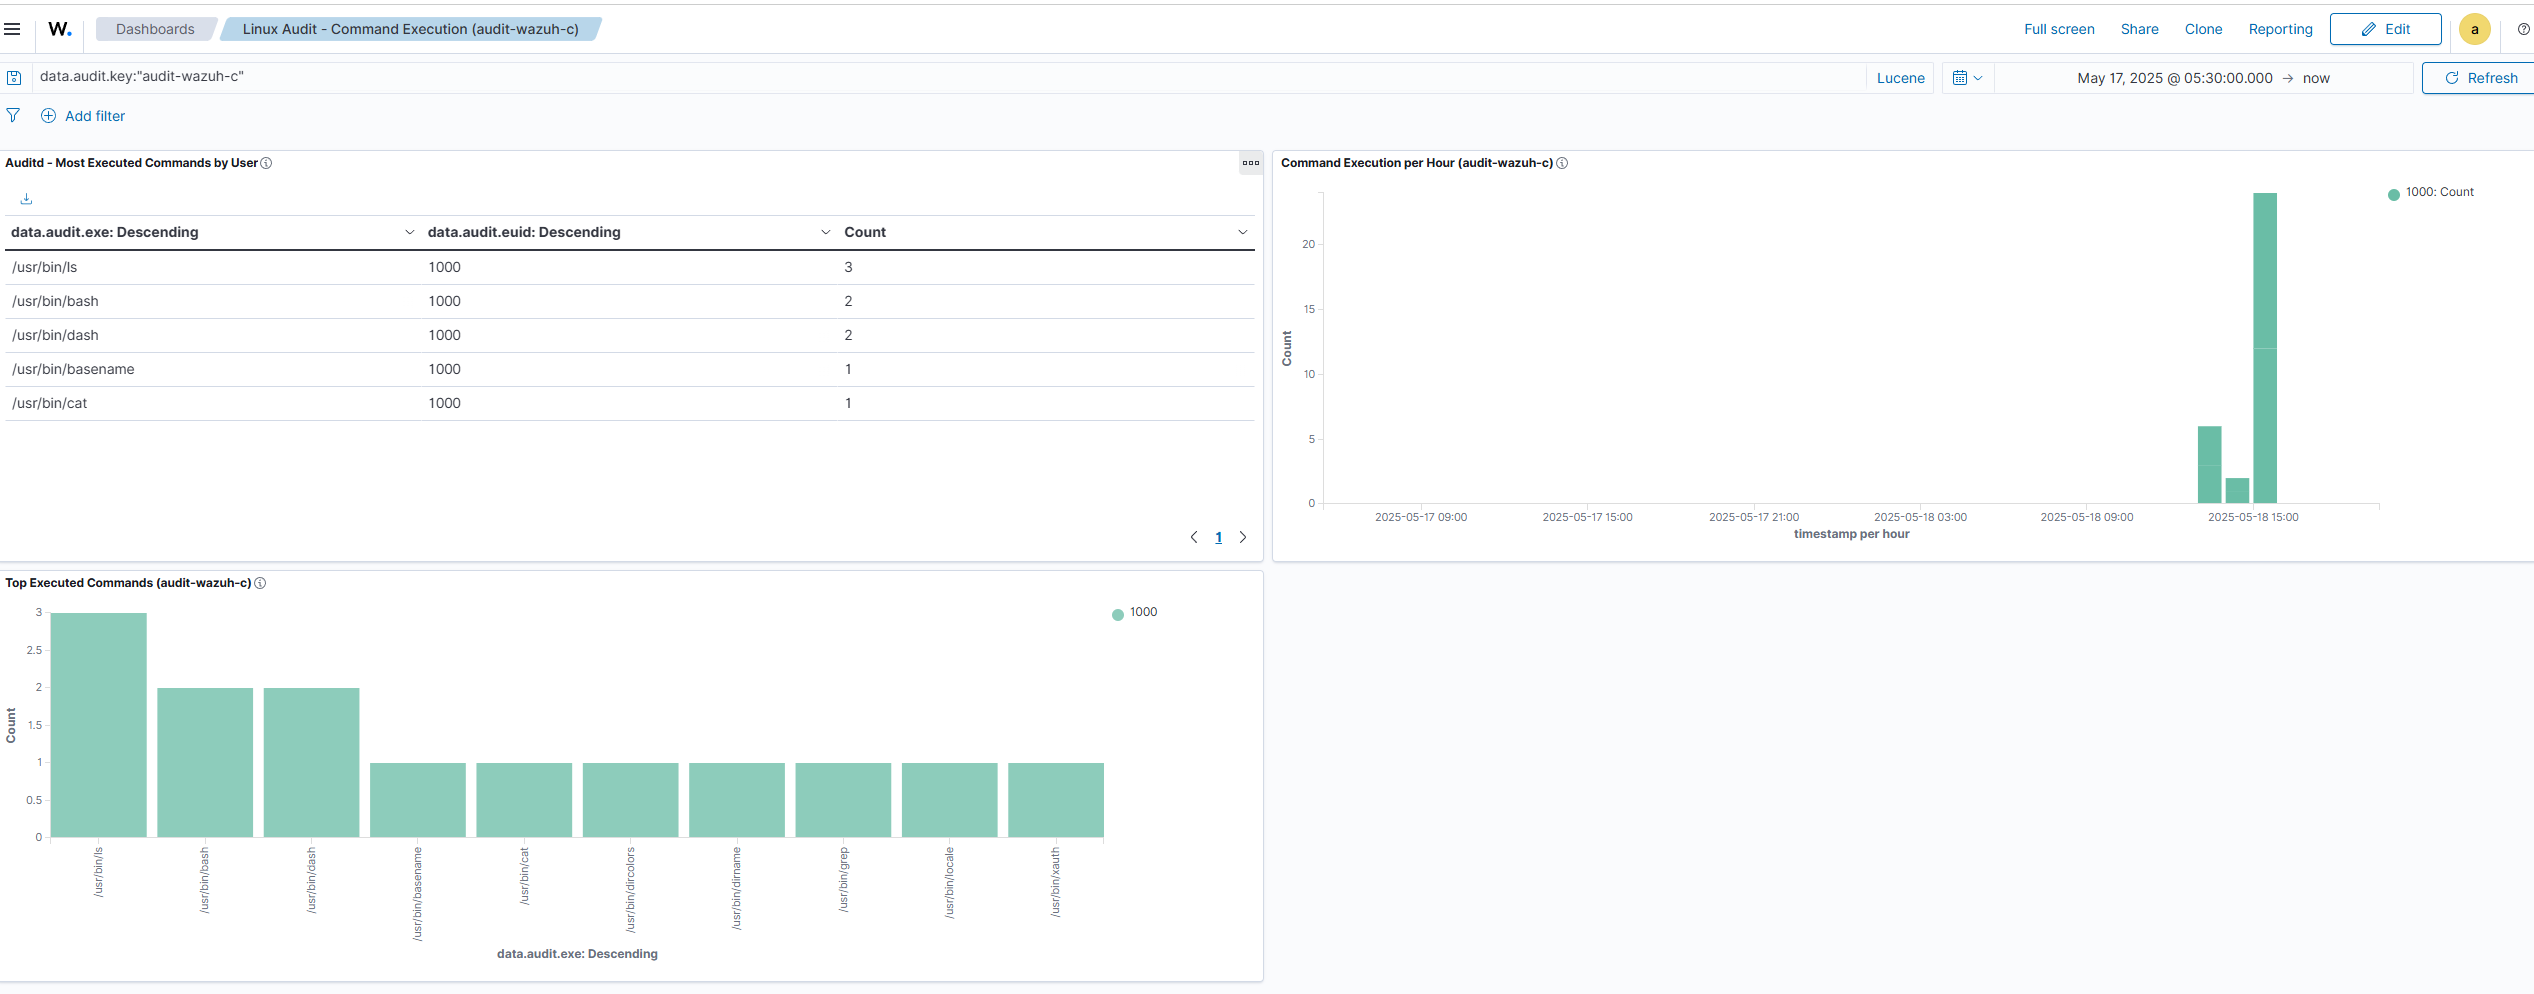 W. Dashboards Linux Audit - Command Execution (audit-wazuh-c) Full screen Share Clone Reporting Edit a
data.audit.key:"audit-wazuh-c" Lucene May 17, 2025 @ 05:30:00.000 → now Refresh
Add filter
Auditd - Most Executed Commands by User
data.audit.exe: Descending data.audit.euid: Descending Count
/usr/bin/ls 1000 3
/usr/bin/bash 1000 2
/usr/bin/dash 1000 2
/usr/bin/basename 1000 1
/usr/bin/cat 1000 1
1
Command Execution per Hour (audit-wazuh-c)
1000: Count
20
15
10
5
0
Count
2025-05-17 09:00 2025-05-17 15:00 2025-05-17 21:00 2025-05-18 03:00 2025-05-18 09:00 2025-05-18 15:00
timestamp per hour
Top Executed Commands (audit-wazuh-c)
1000
3
2.5
2
1.5
1
0.5
0
Count
/usr/bin/ls
/usr/bin/bash
/usr/bin/dash
/usr/bin/basename
/usr/bin/cat
/usr/bin/dircolors
/usr/bin/dirname
/usr/bin/grep
/usr/bin/locale
/usr/bin/xauth
data.audit.exe: Descending